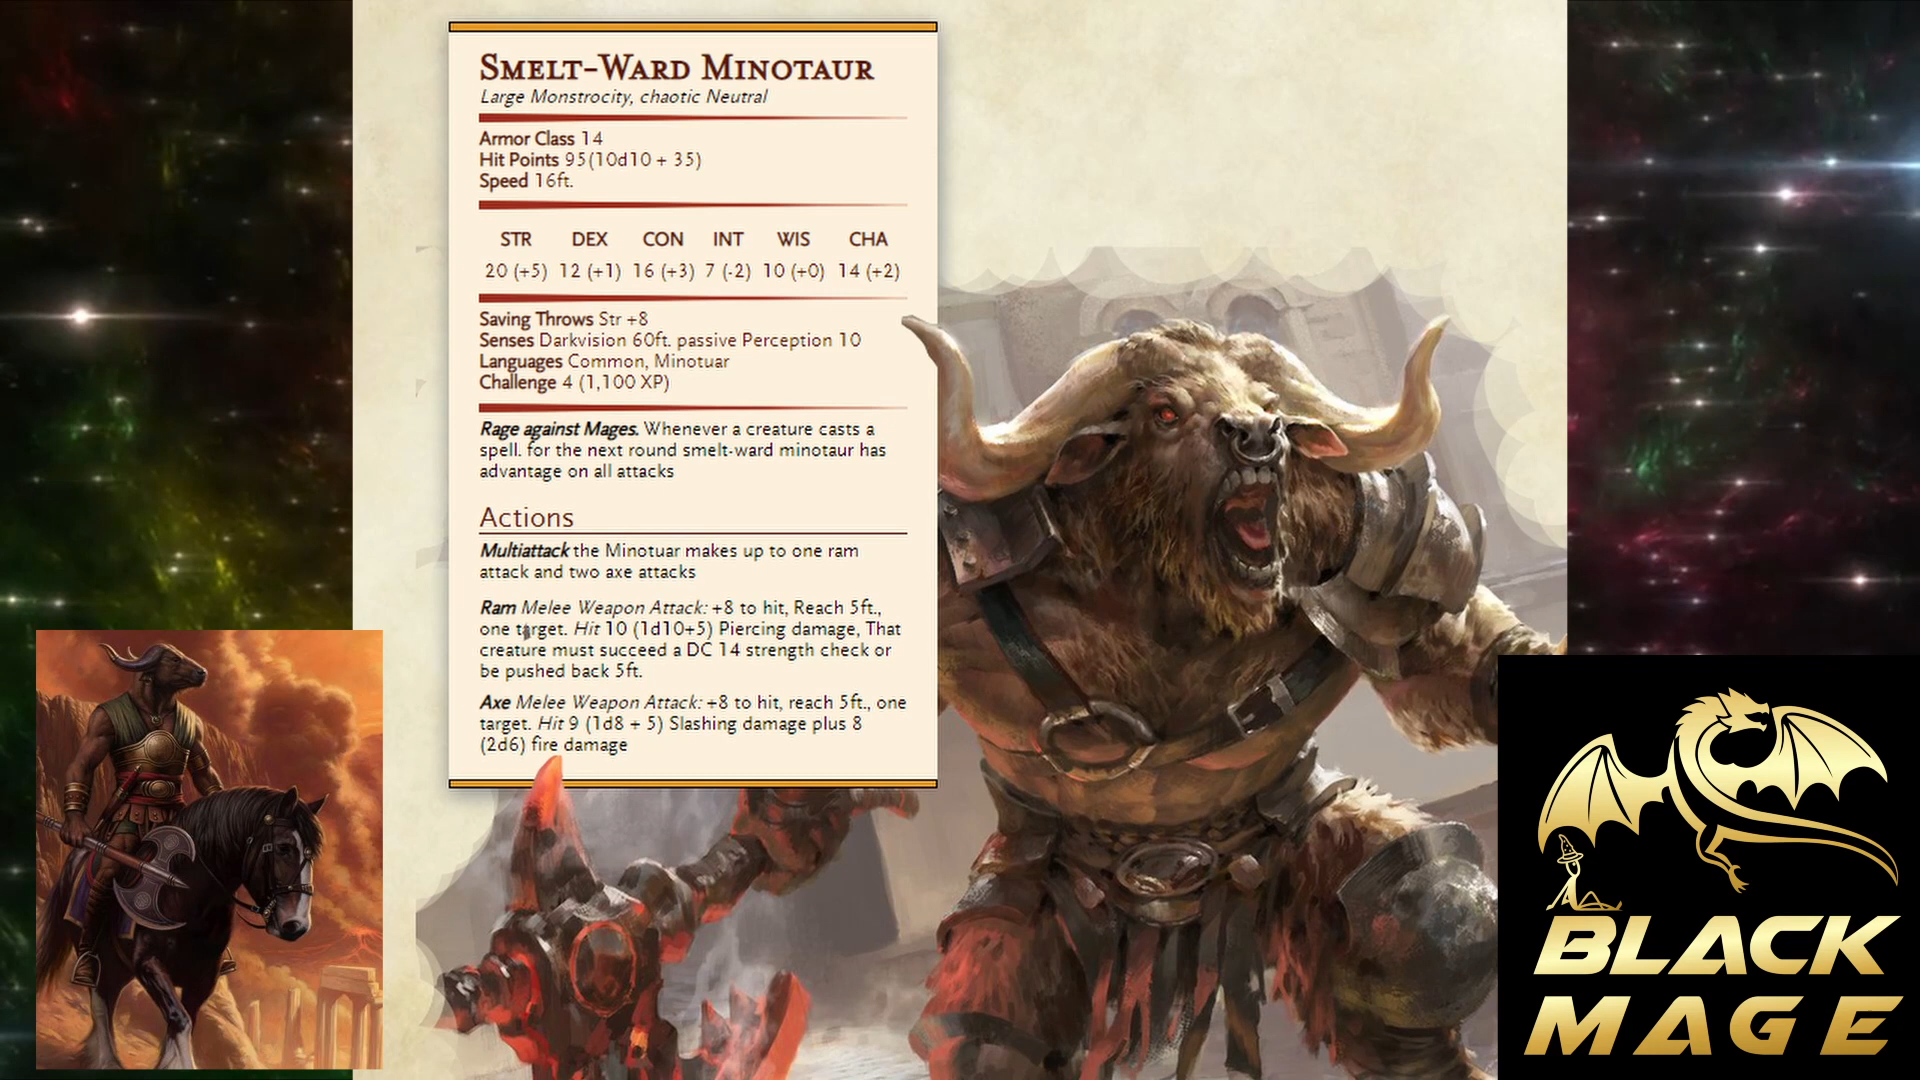 Smelt-Ward Minotaur
Large Monstrocity, chaotic Neutral
Armor Class 14
Hit Points 95(10d10 + 35)
Speed 16ft.
STR DEX CON INT WIS CHA
20 (+5) 12 (+1) 16 (+3) 7 (-2) 10 (+0) 14 (+2)
Saving Throws Str +8
Senses Darkvision 60ft. passive Perception 10
Languages Common, Minotuar
Challenge 4 (1,100 XP)
Rage against Mages. Whenever a creature casts a
spell. for the next round smelt-ward minotaur has
advantage on all attacks
Actions
Multiattack the Minotuar makes up to one ram
attack and two axe attacks
Ram Melee Weapon Attack: +8 to hit, Reach 5ft.,
one target. Hit 10 (1d10+5) Piercing damage, That
creature must succeed a DC 14 strength check or
be pushed back 5ft.
Axe Melee Weapon Attack: +8 to hit, reach 5ft., one
target. Hit 9 (1d8 + 5) Slashing damage plus 8
(2d6) fire damage
BLACK
MAGE